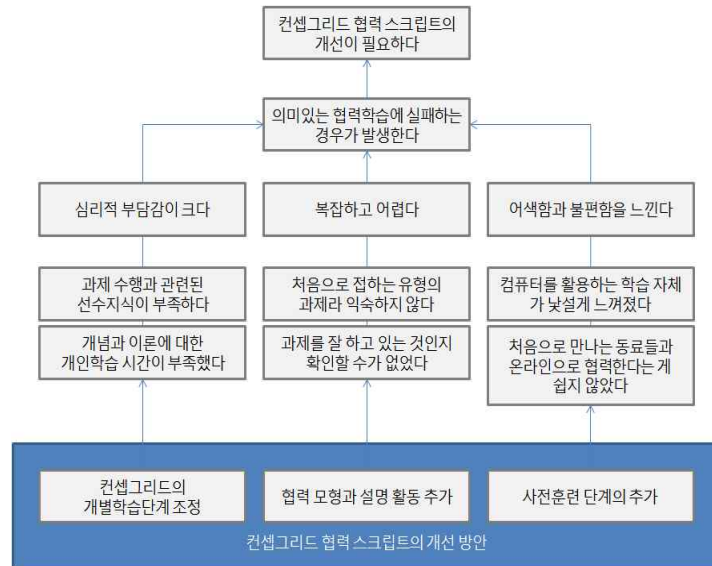 컨셉그리드 협력 스크립트의
개선이 필요하다
의미있는 협력학습에 실패하는
경우가 발생한다
심리적 부담감이 크다
복잡하고 어렵다
어색함과 불편함을 느낀다
과제 수행과 관련된
선수지식이 부족하다
처음으로 접하는 유형의
과제라 익숙하지 않다
컴퓨터를 활용하는 학습 자체
가 낯설게 느껴졌다
개념과 이론에 대한
개인학습 시간이 부족했다
과제를 잘 하고 있는 것인지
확인할 수가 없었다
처음으로 만나는 동료들과
온라인으로 협력한다는 게
쉽지 않았다
컨셉그리드의
개별학습단계 조정
협력 모형과 설명 활동 추가
사전훈련 단계의 추가
컨셉그리드 협력 스크립트의 개선 방안